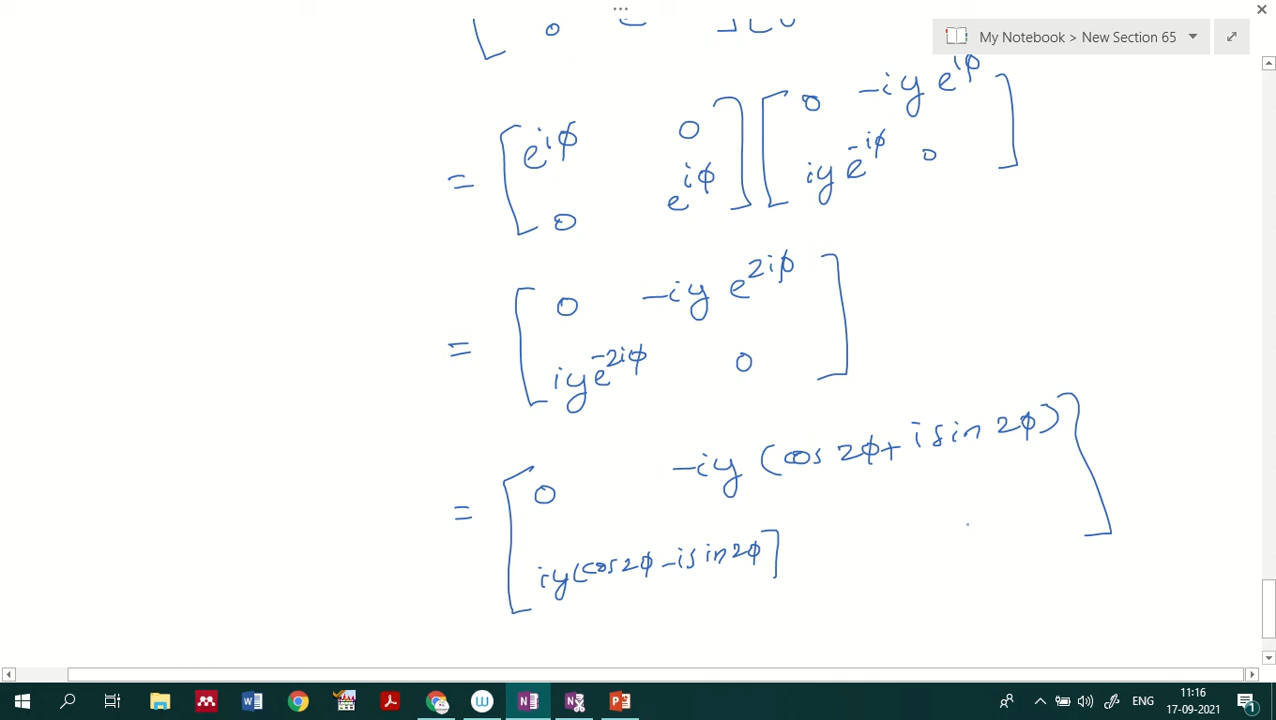 My Notebook > New Section 65
= [ e^{iφ} 0 ] [ 0 -iy e^{iφ} ]
[ 0 e^{iφ} ] [ iy e^{-iφ} 0 ]
= [ 0 -iy e^{2iφ} ]
[ iy e^{-2iφ} 0 ]
= [ 0 -iy (cos 2φ + i sin 2φ) ]
[ iy(cos 2φ - i sin 2φ] ]
ENG
11:16
17-09-2021
1